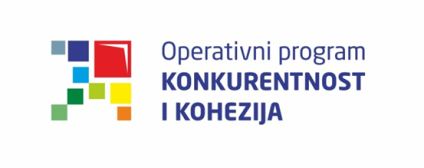 Operativni program
KONKURENTNOST
I KOHEZIJA